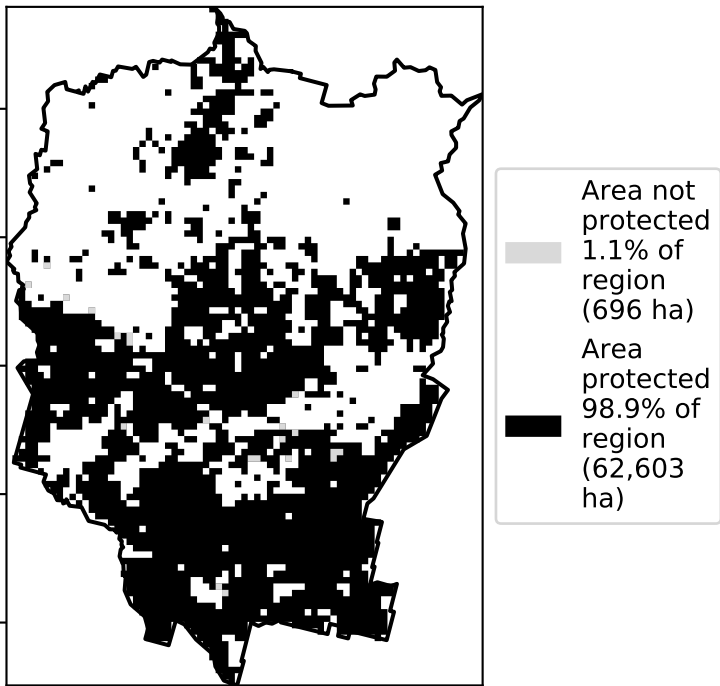 Area not
protected
1.1% of
region
(696 ha)
Area
protected
98.9% of
region
(62,603
ha)